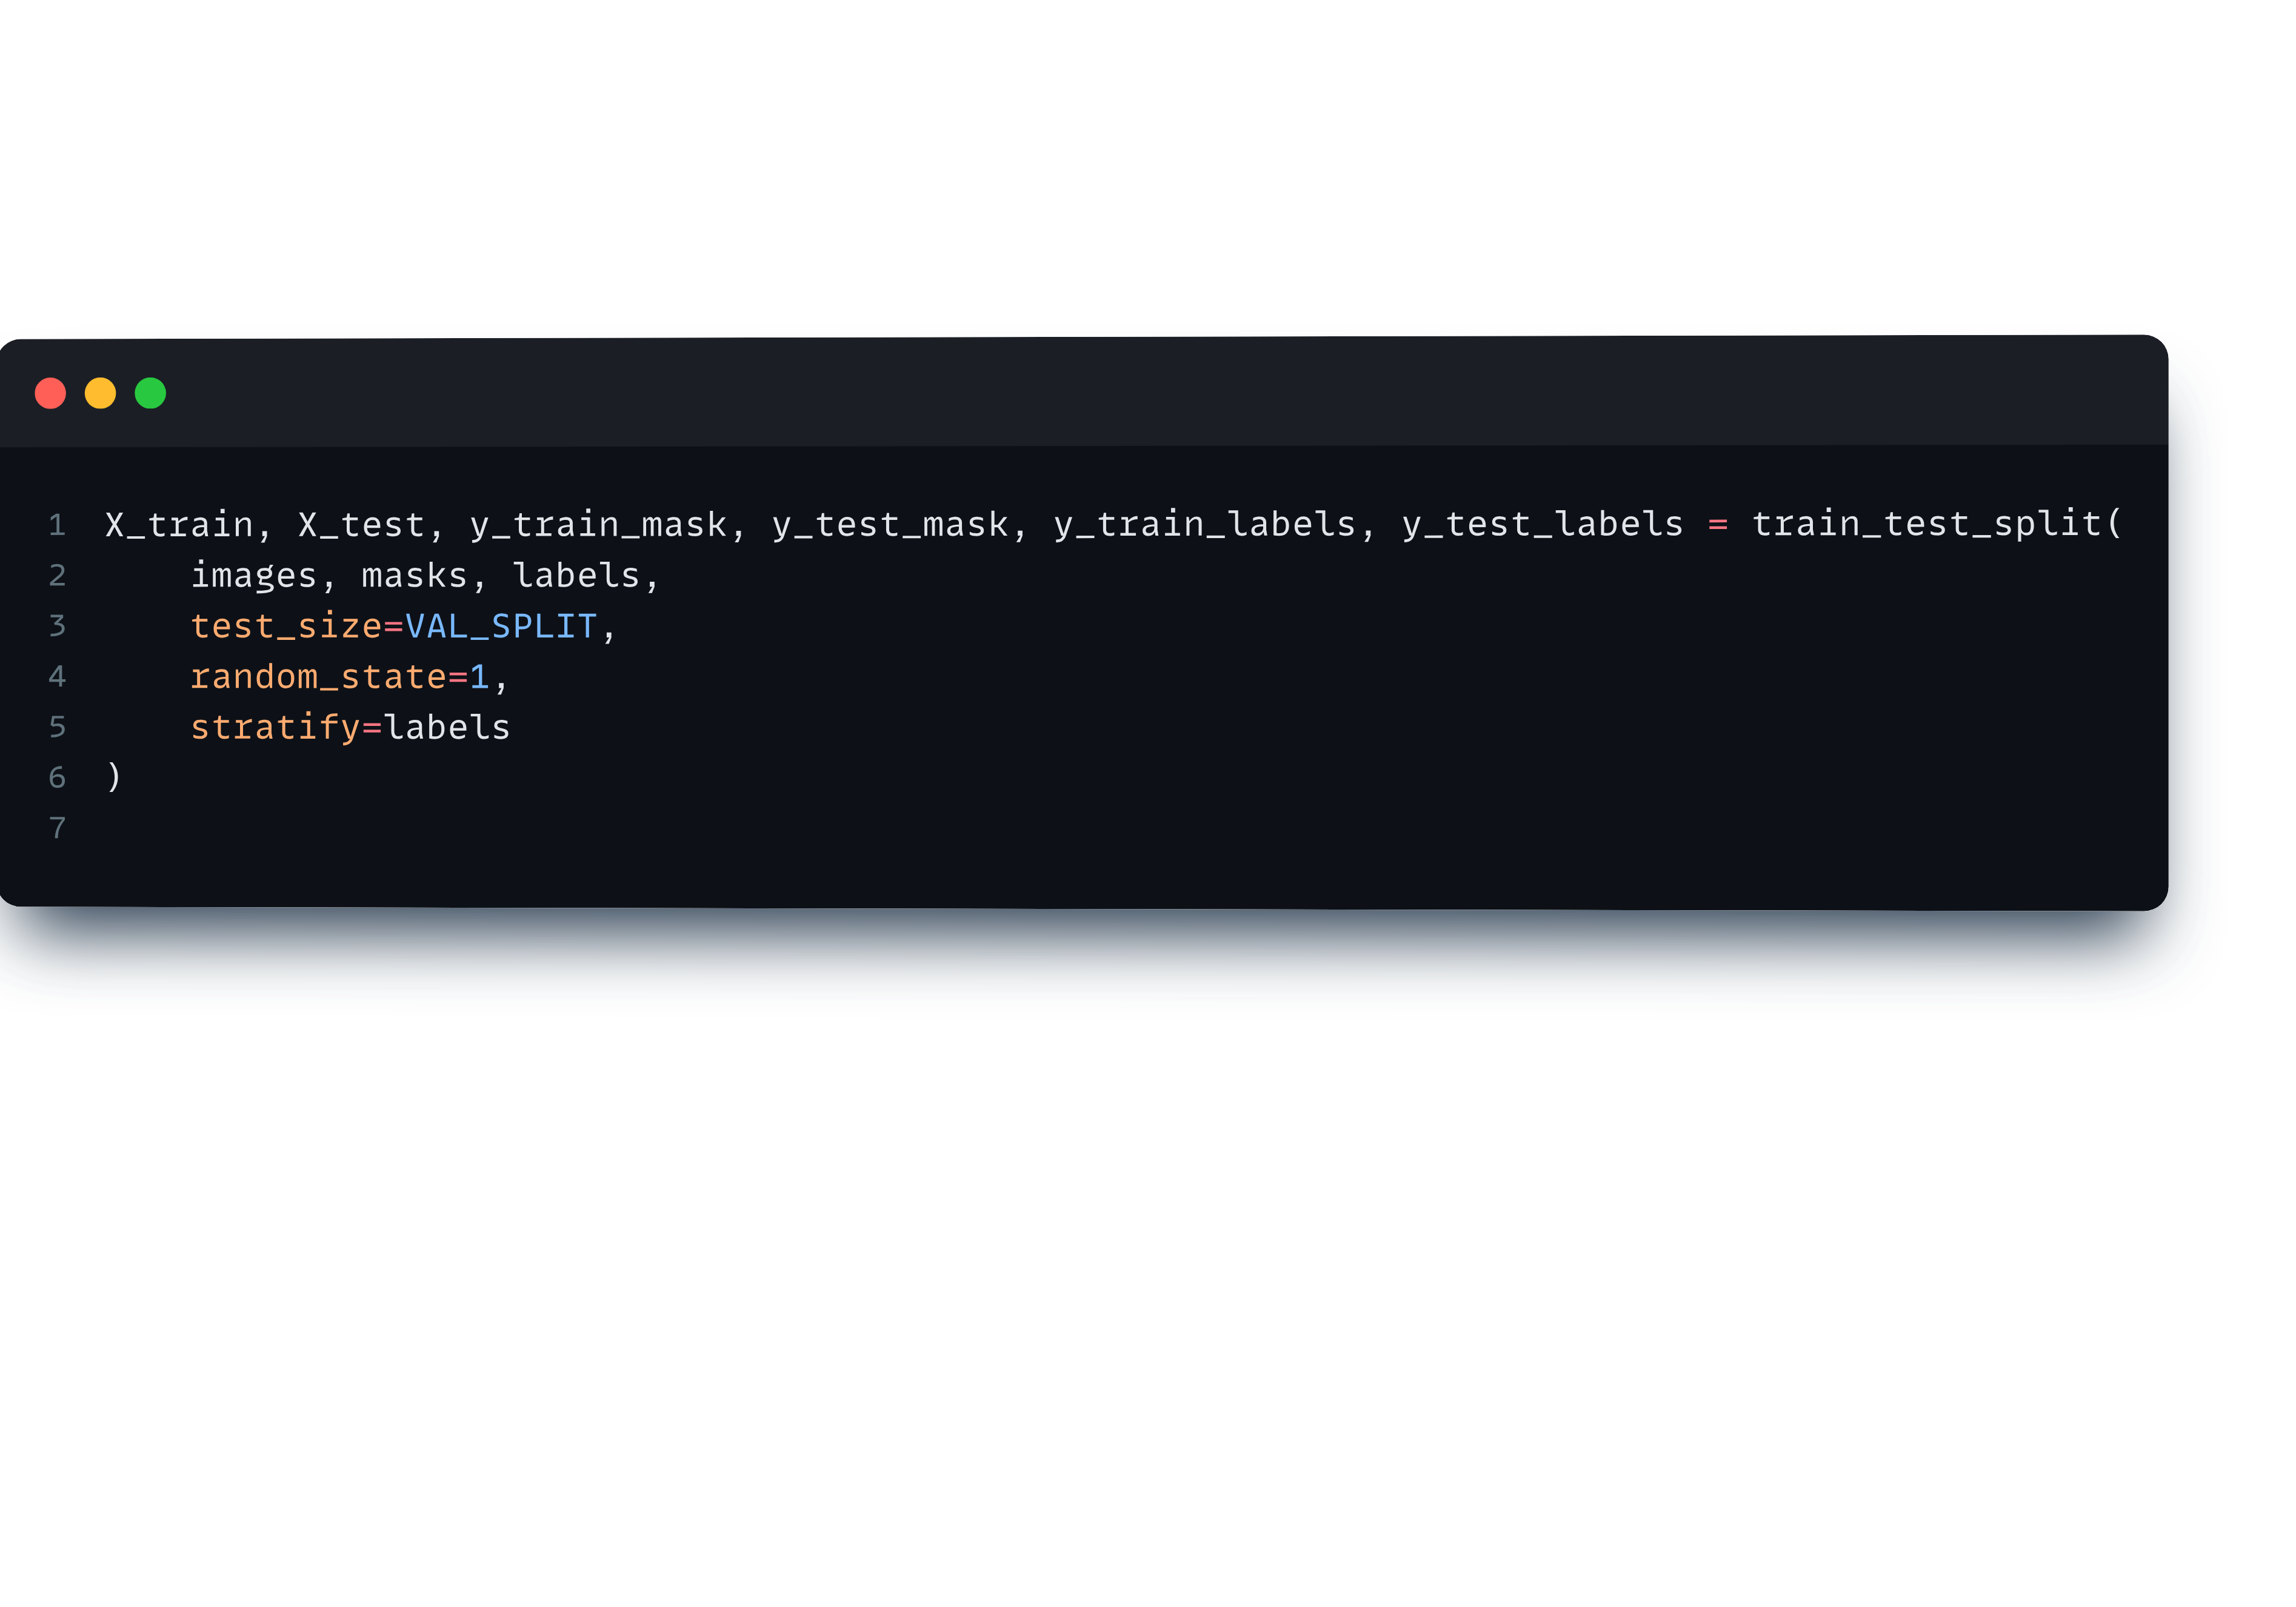 1 X_train, X_test, y_train_mask, y_test_mask, y_train_labels, y_test_labels = train_test_split(
2     images, masks, labels,
3     test_size=VAL_SPLIT,
4     random_state=1,
5     stratify=labels
6 )
7